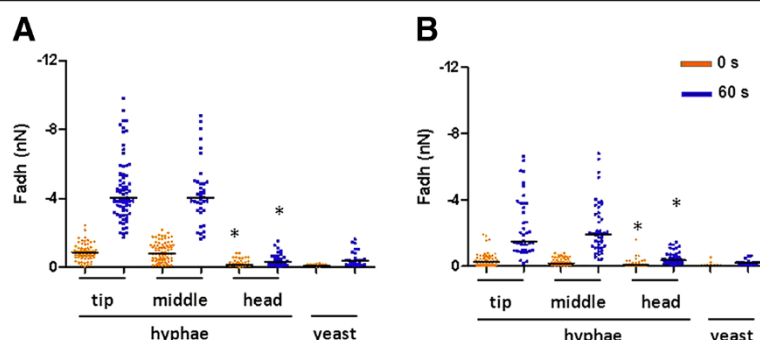 A
-12
-8
-4
0
Fadh (nN)
*
*
tip middle head
hyphae yeast
B
-12
-8
-4
0
Fadh (nN)
0 s
60 s
*
*
tip middle head
hyphae yeast